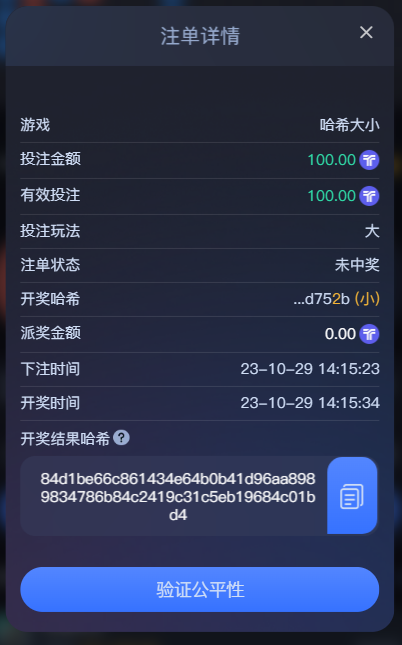 注单详情
游戏 哈希大小
投注金额 100.00
有效投注 100.00
投注玩法 大
注单状态 未中奖
开奖哈希 ...d752b (小)
派奖金额 0.00
下注时间 23-10-29 14:15:23
开奖时间 23-10-29 14:15:34
开奖结果哈希 ?
84d1be66c861434e64b0b41d96aa898
9834786b84c2419c31c5eb19684c01b
d4
验证公平性